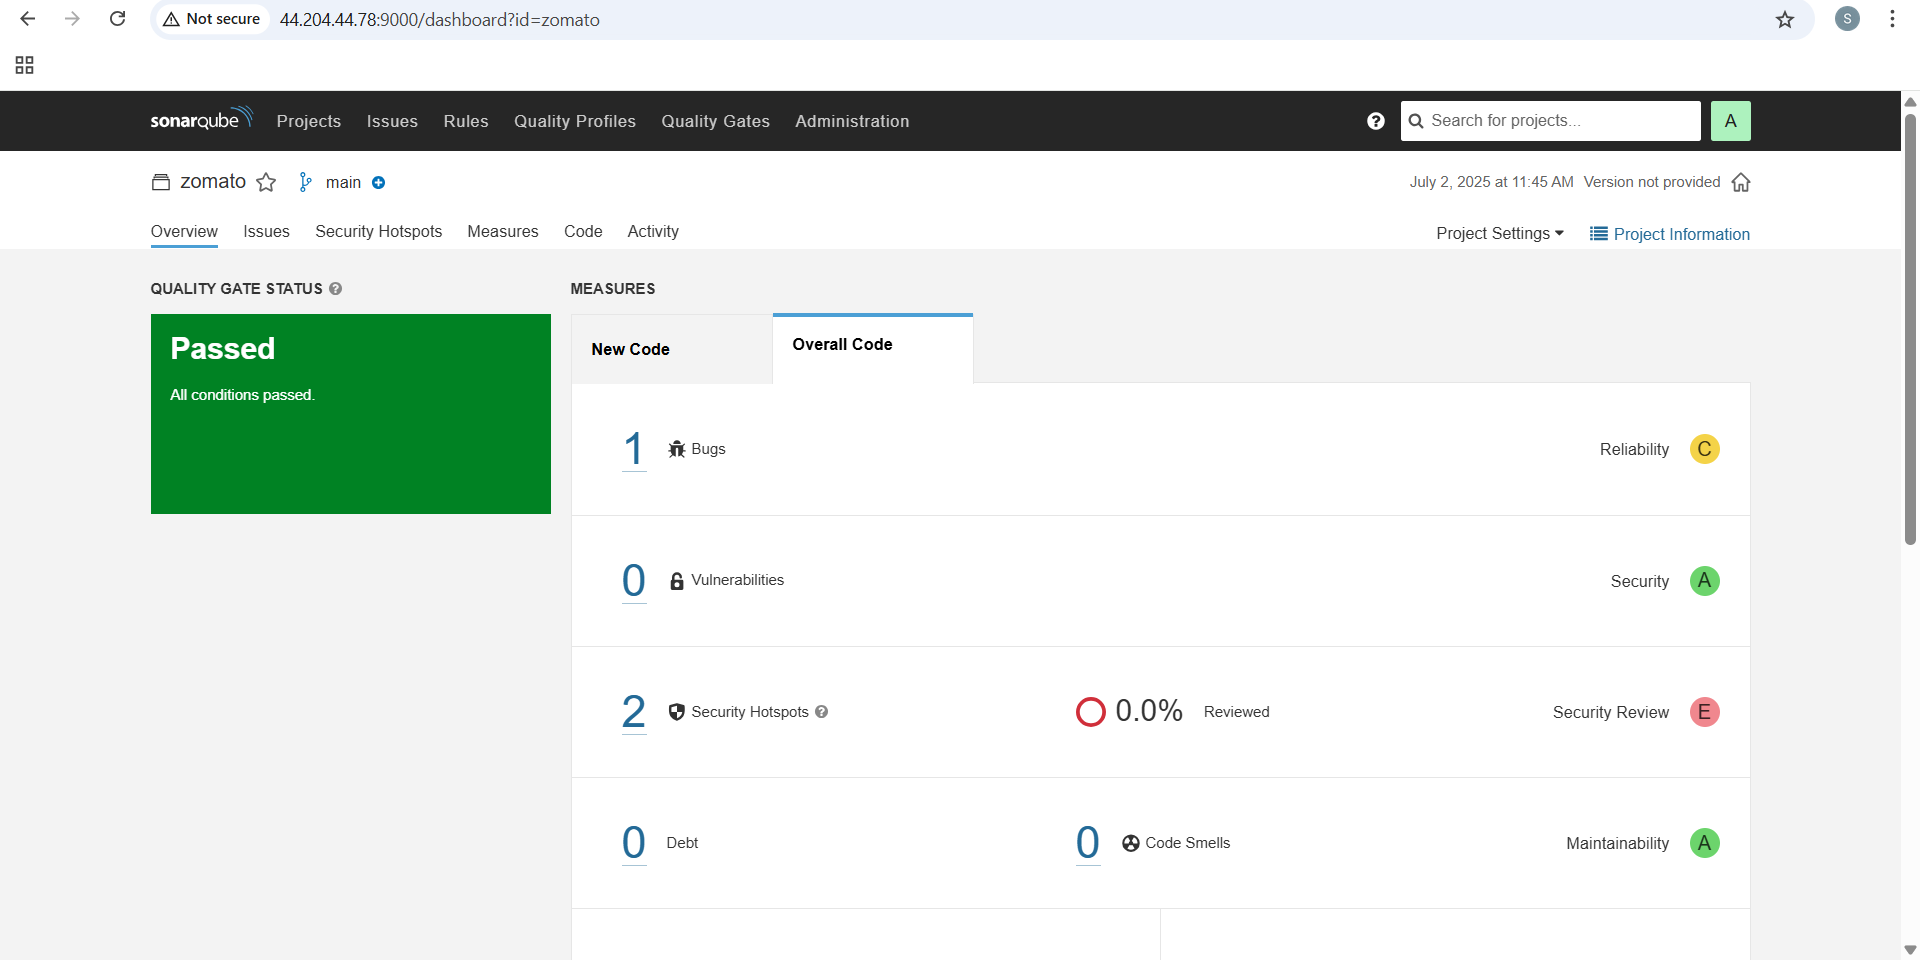 Not secure 44.204.44.78:9000/dashboard?id=zomato S
sonarqube Projects Issues Rules Quality Profiles Quality Gates Administration ? Search for projects... A
zomato main July 2, 2025 at 11:45 AM Version not provided
Overview Issues Security Hotspots Measures Code Activity Project Settings Project Information
QUALITY GATE STATUS ? MEASURES
Passed
All conditions passed.
New Code Overall Code
1 Bugs Reliability C
0 Vulnerabilities Security A
2 Security Hotspots ? 0.0% Reviewed Security Review E
0 Debt 0 Code Smells Maintainability A